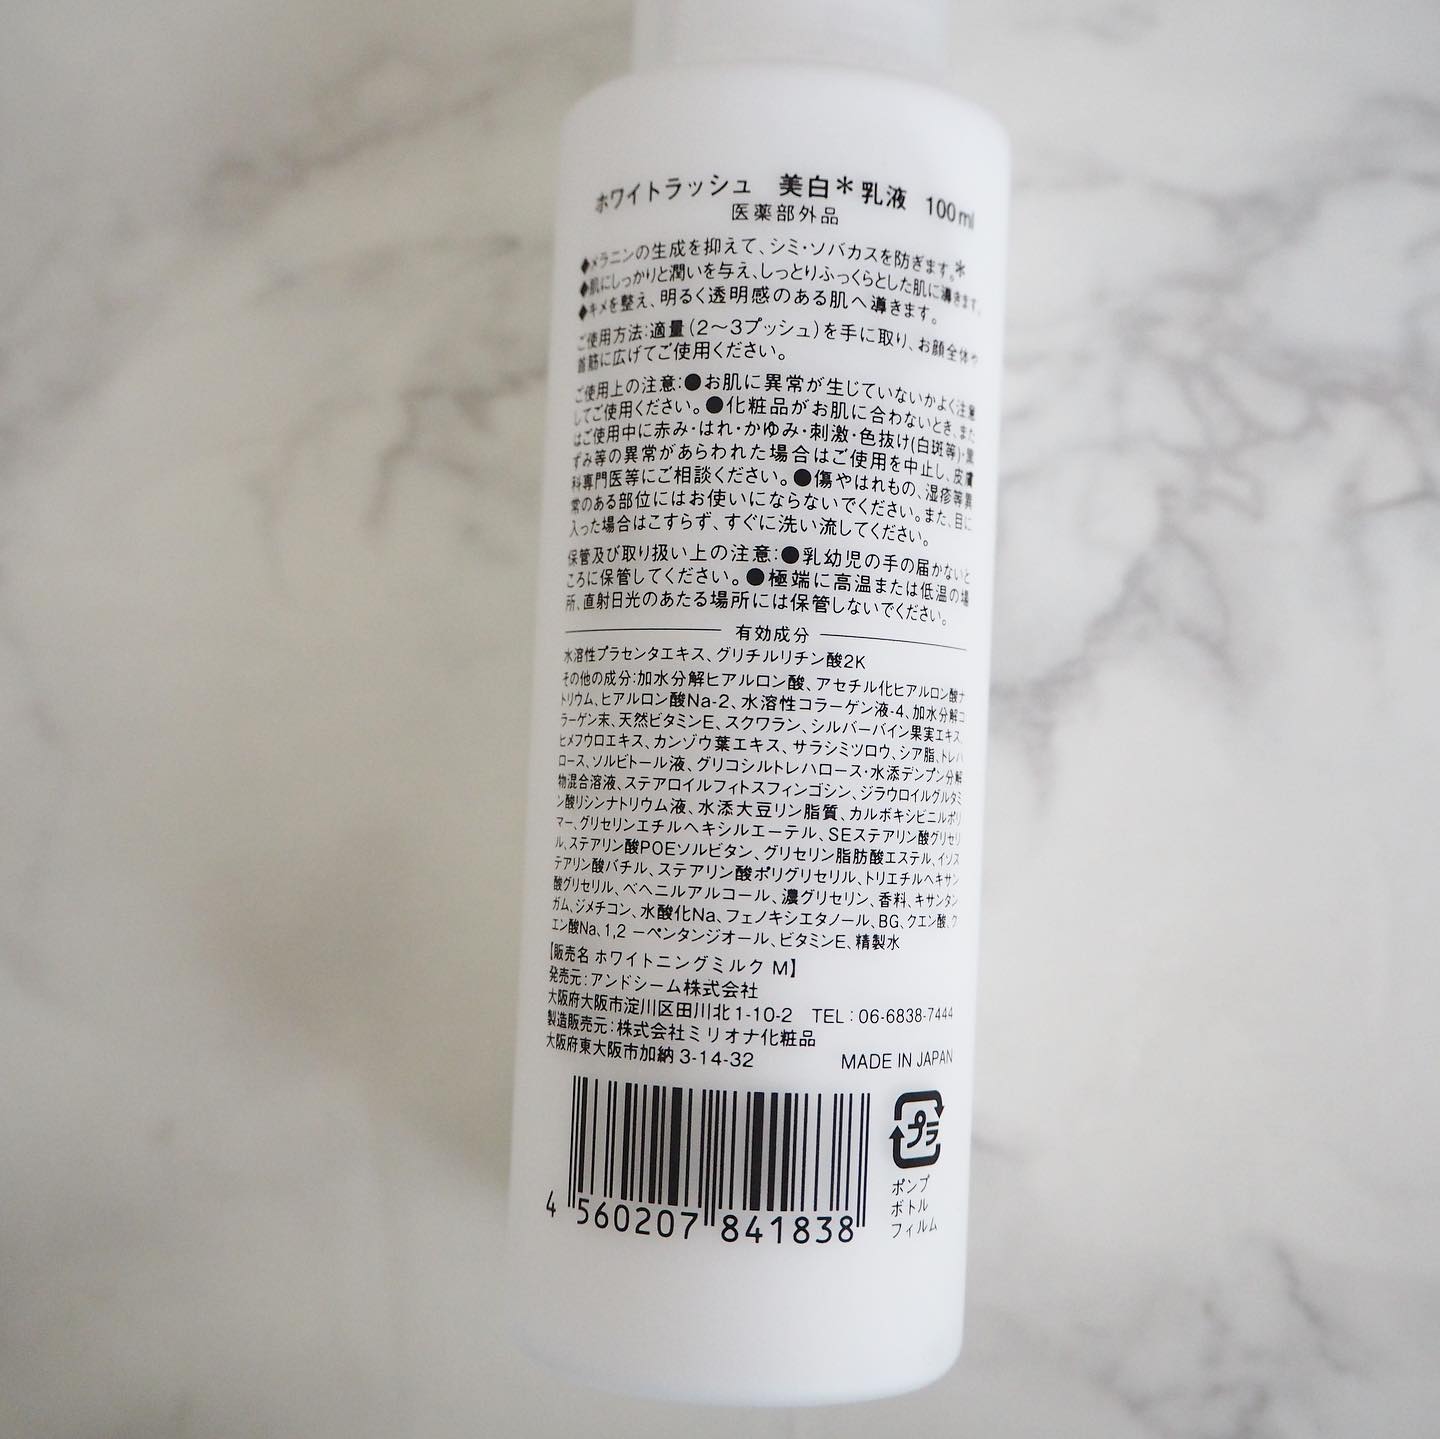 ホワイトラッシュ 美白＊乳液 100ml
医薬部外品
◆メラニンの生成を抑えて、シミ・ソバカスを防ぎます。＊
◆肌にしっかりと潤いを与え、しっとりふっくらとした肌に導きます。
◆キメを整え、明るく透明感のある肌へ導きます。
ご使用方法：適量（2〜3プッシュ）を手に取り、お顔全体や
首筋に広げてご使用ください。
ご使用上の注意：●お肌に異常が生じていないかよく注意
してご使用ください。●化粧品がお肌に合わないとき、また
はご使用中に赤み・はれ・かゆみ・刺激・色抜け(白斑等)・黒
ずみ等の異常があらわれた場合はご使用を中止し、皮膚
科専門医等にご相談ください。●傷やはれもの、湿疹等異
常のある部位にはお使いにならないでください。また、目に
入った場合はこすらず、すぐに洗い流してください。
保管及び取り扱い上の注意：●乳幼児の手の届かないと
ころに保管してください。●極端に高温または低温の場
所、直射日光のあたる場所には保管しないでください。
有効成分
水溶性プラセンタエキス、グリチルリチン酸2K
その他の成分：加水分解ヒアルロン酸、アセチル化ヒアルロン酸ナ
トリウム、ヒアルロン酸Na-2、水溶性コラーゲン液-4、加水分解コ
ラーゲン末、天然ビタミンE、スクワラン、シルバーバイン果実エキス、
ヒメフウロエキス、カンゾウ葉エキス、サラシミツロウ、シア脂、トレハ
ロース、ソルビトール液、グリコシルトレハロース・水添デンプン分解
物混合溶液、ステアロイルフィトスフィンゴシン、ジラウロイルグルタミ
ン酸リシンナトリウム液、水添大豆リン脂質、カルボキシビニルポリ
マー、グリセリンエチルヘキシルエーテル、SEステアリン酸グリセリ
ル、ステアリン酸POEソルビタン、グリセリン脂肪酸エステル、イソス
テアリン酸バチル、ステアリン酸ポリグリセリル、トリエチルヘキサン
酸グリセリル、ベヘニルアルコール、濃グリセリン、香料、キサンタン
ガム、ジメチコン、水酸化Na、フェノキシエタノール、BG、クエン酸、ク
エン酸Na、1,2 －ペンタンジオール、ビタミンE、精製水
【販売名 ホワイトニングミルク M】
発売元：アンドシーム株式会社
大阪府大阪市淀川区田川北1-10-2 TEL：06-6838-7444
製造販売元：株式会社ミリオナ化粧品
大阪府東大阪市加納 3-14-32 MADE IN JAPAN
プラ
ポンプ
ボトル
フィルム
4 560207 841838